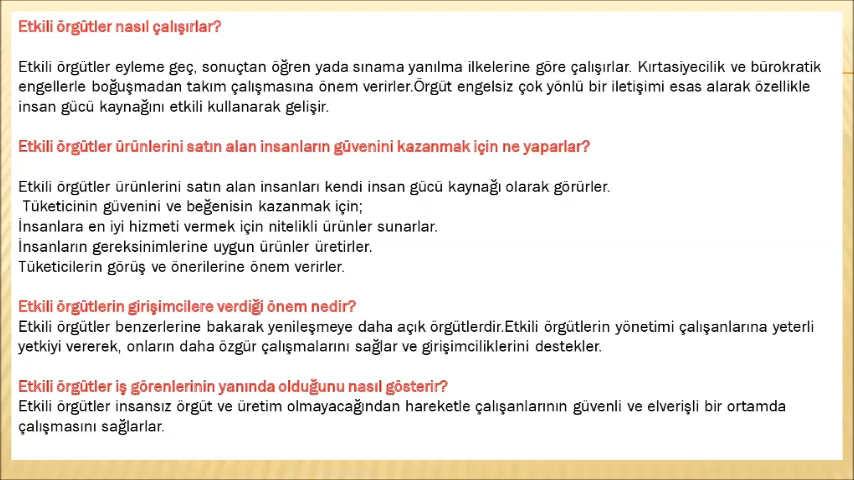 Etkili örgütler nasıl çalışırlar?
Etkili örgütler eyleme geç, sonuçtan öğren yada sınama yanılma ilkelerine göre çalışırlar. Kırtasiyecilik ve bürokratik
engellerle boğuşmadan takım çalışmasına önem verirler.Örgüt engelsiz çok yönlü bir iletişimi esas alarak özellikle
insan gücü kaynağını etkili kullanarak gelişir.
Etkili örgütler ürünlerini satın alan insanların güvenini kazanmak için ne yaparlar?
Etkili örgütler ürünlerini satın alan insanları kendi insan gücü kaynağı olarak görürler.
Tüketicinin güvenini ve beğenisin kazanmak için;
İnsanlara en iyi hizmeti vermek için nitelikli ürünler sunarlar.
İnsanların gereksinimlerine uygun ürünler üretirler.
Tüketicilerin görüş ve önerilerine önem verirler.
Etkili örgütlerin girişimcilere verdiği önem nedir?
Etkili örgütler benzerlerine bakarak yenileşmeye daha açık örgütlerdir.Etkili örgütlerin yönetimi çalışanlarına yeterli
yetkiyi vererek, onların daha özgür çalışmalarını sağlar ve girişimciliklerini destekler.
Etkili örgütler iş görenlerinin yanında olduğunu nasıl gösterir?
Etkili örgütler insansız örgüt ve üretim olmayacağından hareketle çalışanlarının güvenli ve elverişli bir ortamda
çalışmasını sağlarlar.